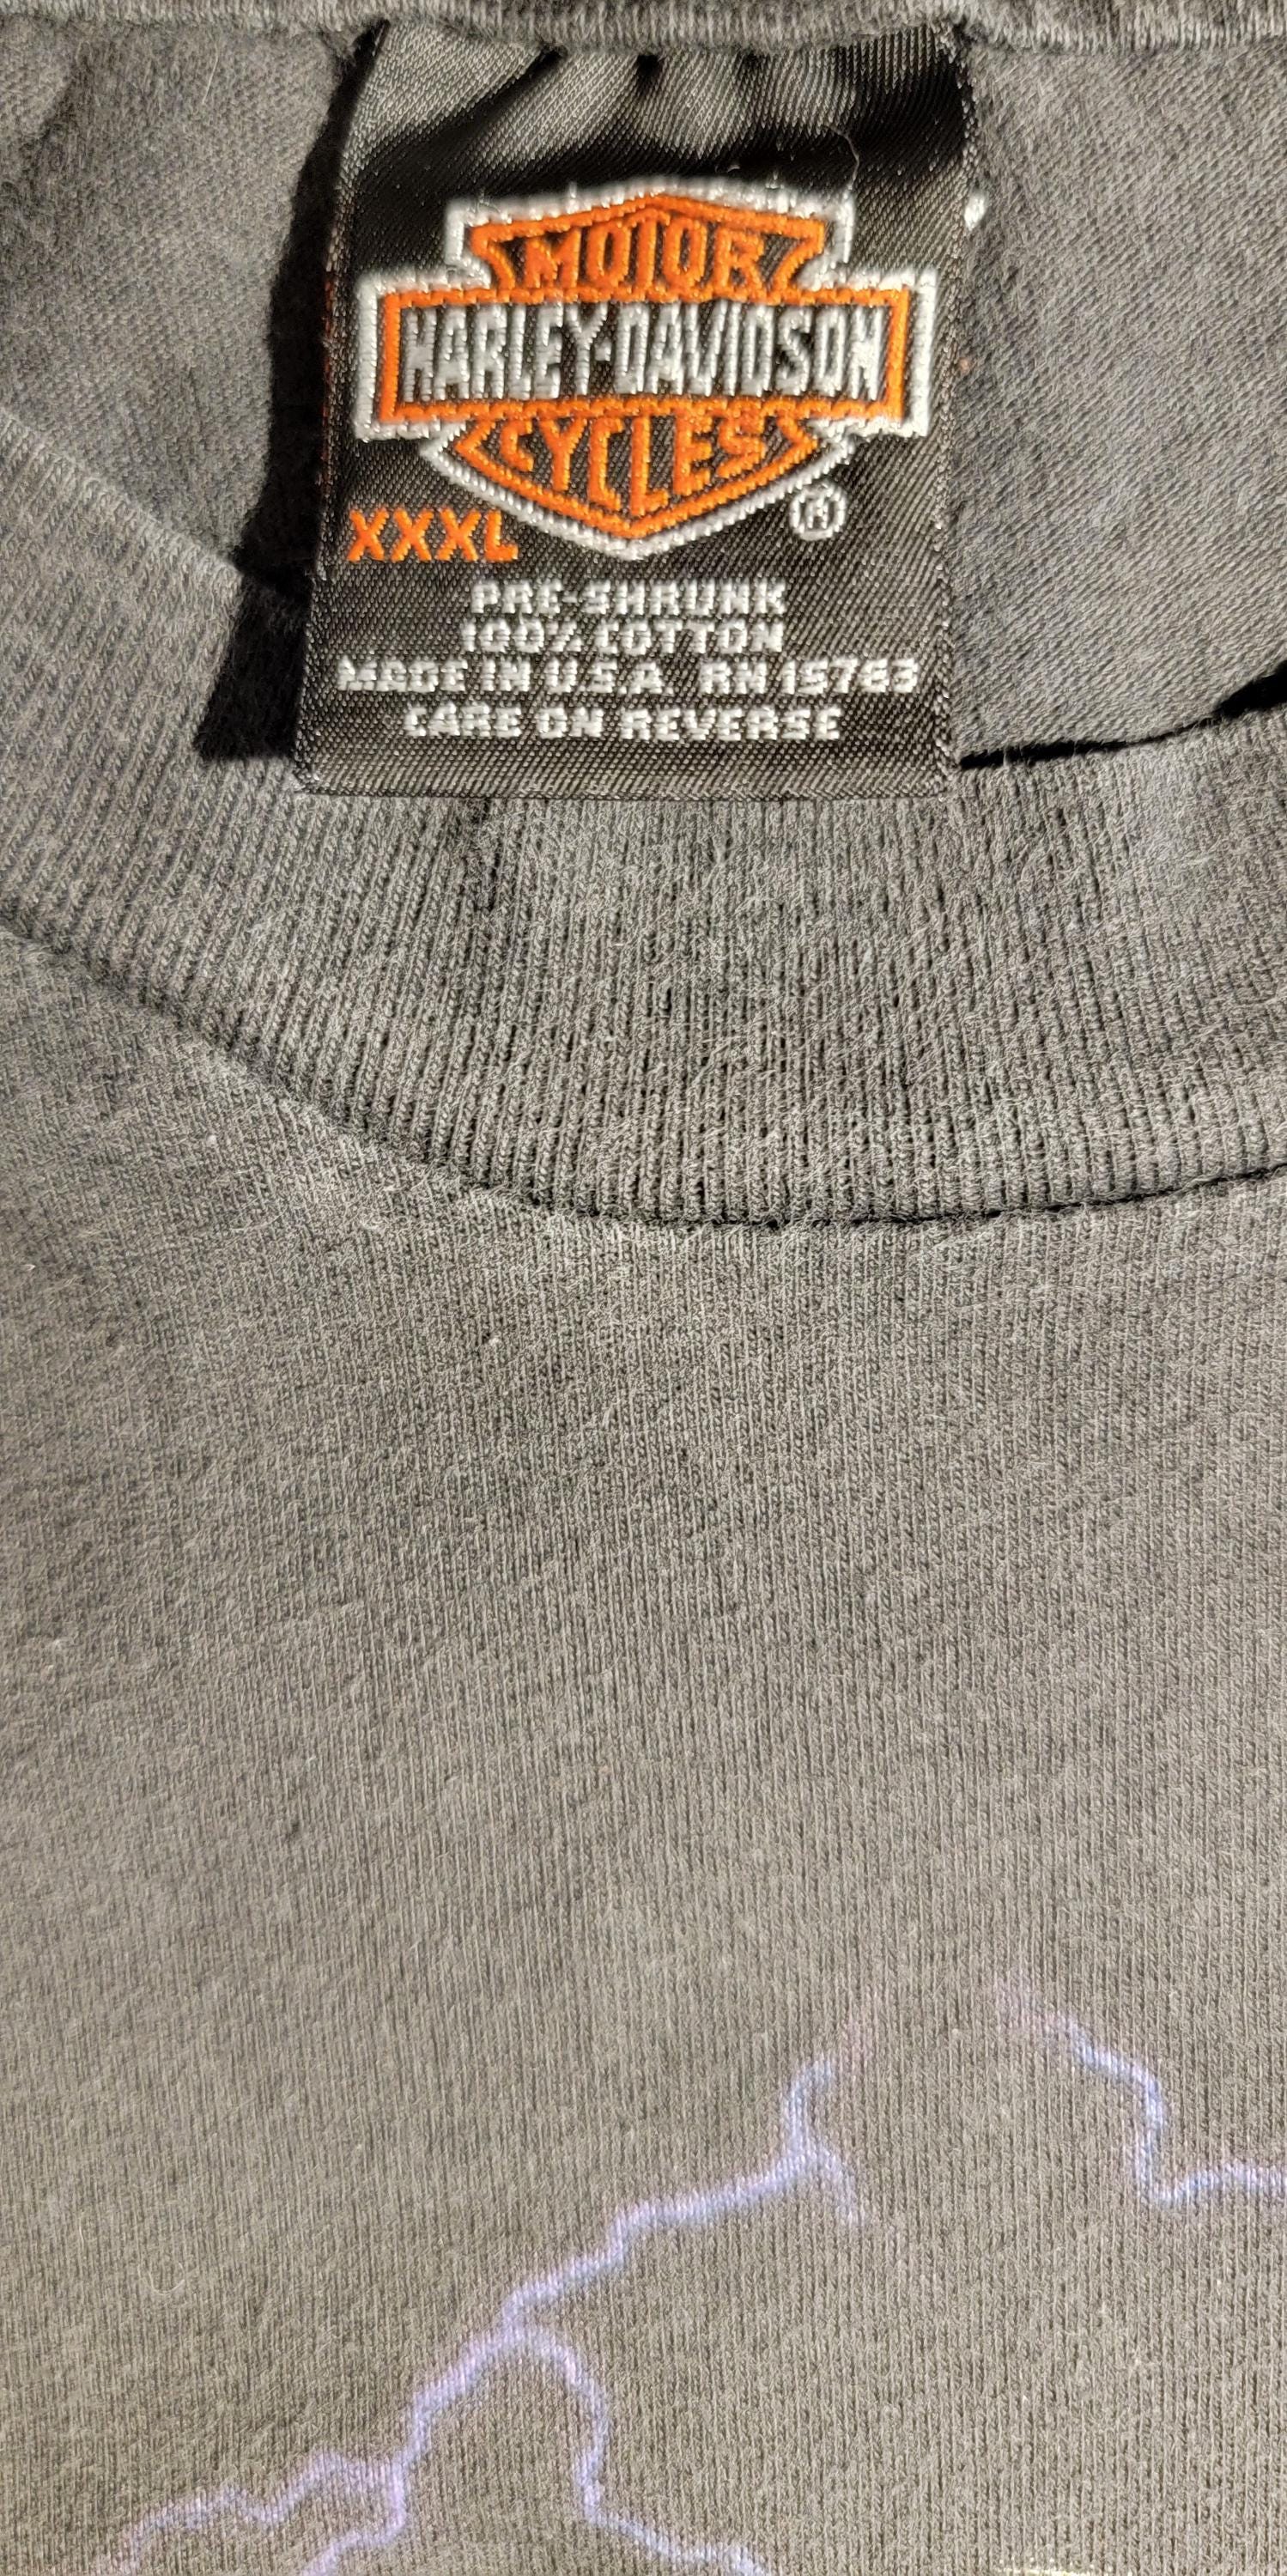 MOTOR
HARLEY-DAVIDSON
CYCLES
®
XXXL
PRE-SHRUNK
100% COTTON
MADE IN U.S.A. RN 15763
CARE ON REVERSE